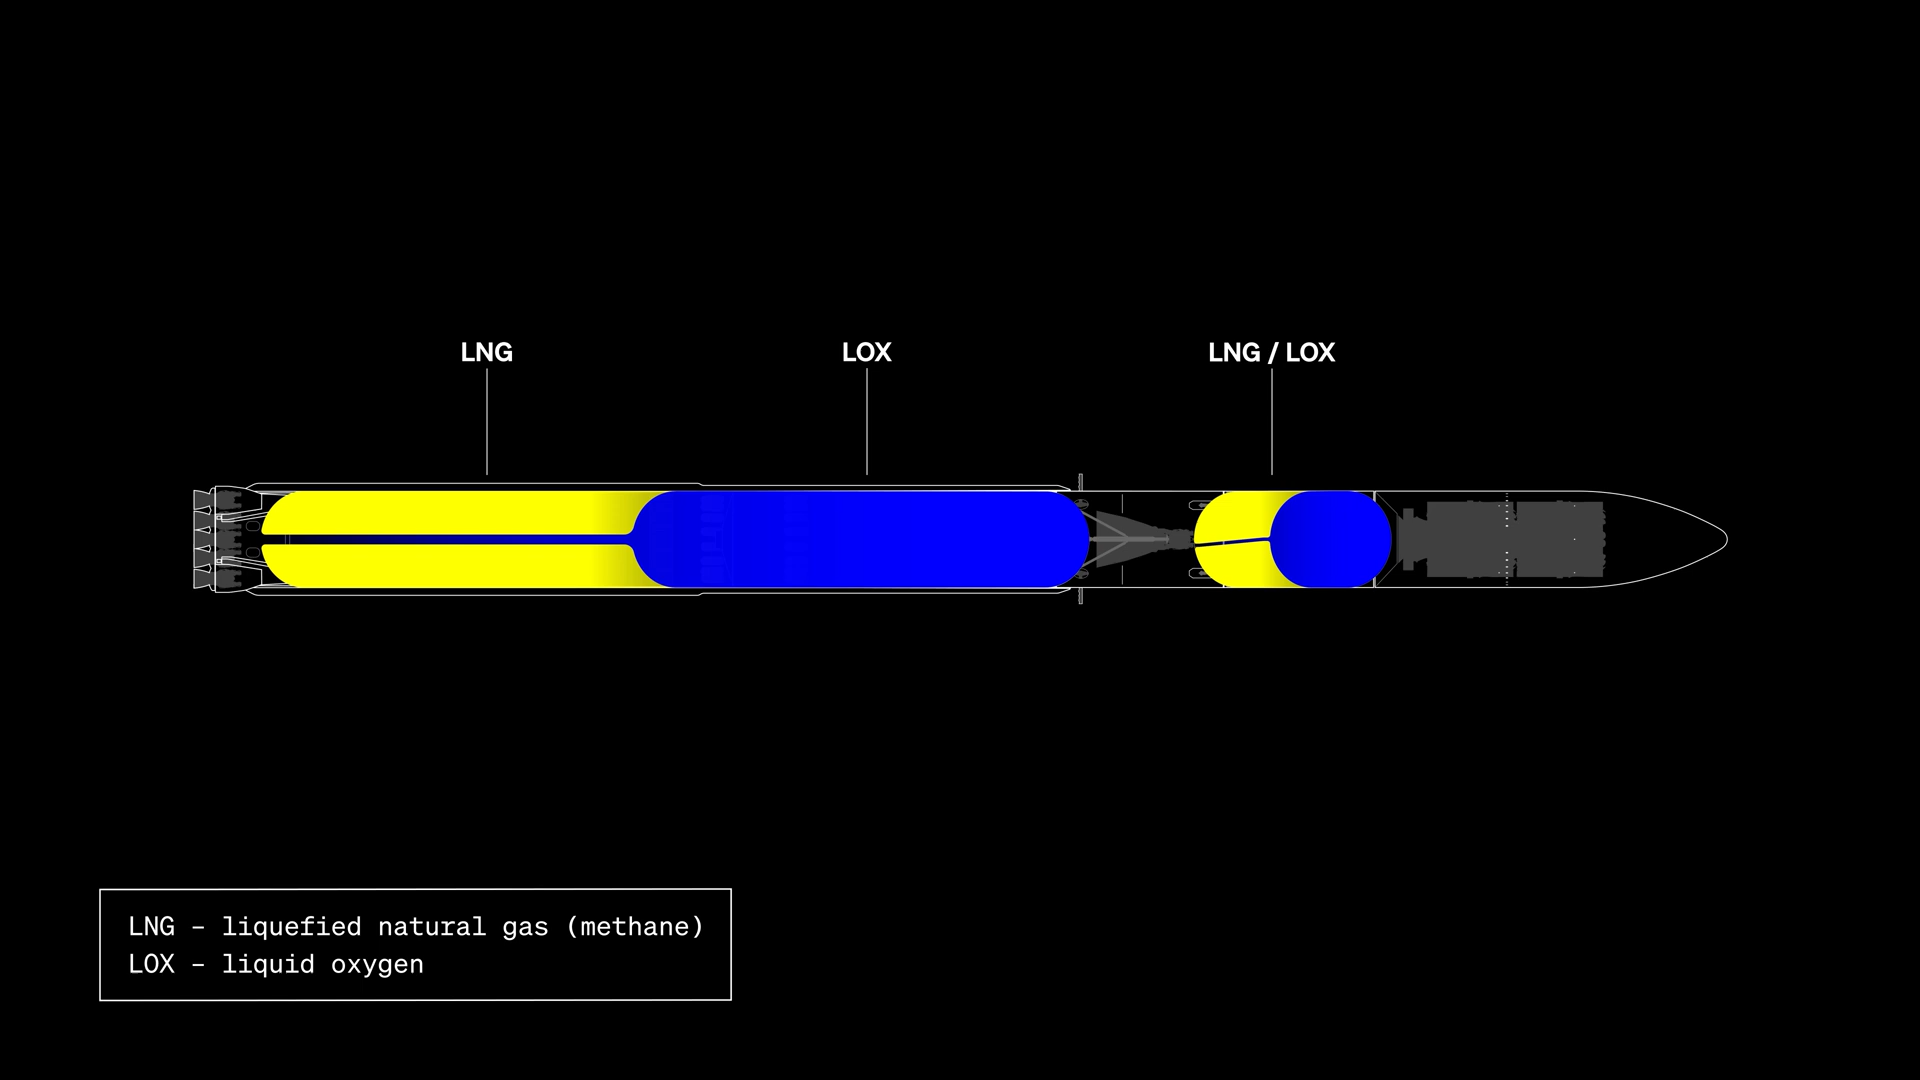 LNG
LOX
LNG / LOX
LNG – liquefied natural gas (methane)
LOX – liquid oxygen